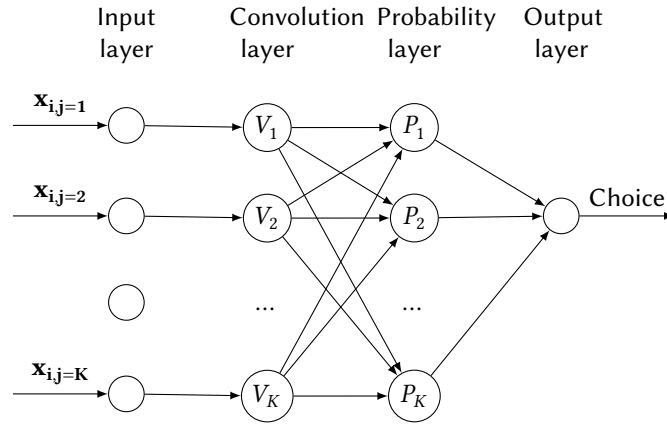 Input layer
Convolution layer
Probability layer
Output layer
x_{i,j=1}
V_1
P_1
x_{i,j=2}
V_2
P_2
Choice
...
...
x_{i,j=K}
V_K
P_K